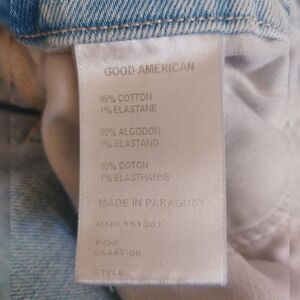 GOOD AMERICAN
99% COTTON
1% ELASTANE
99% ALGODON
1% ELASTANO
99% COTON
1% ELASTHANNE
MADE IN PARAGUAY
RN# 151301
PO#
STYLE